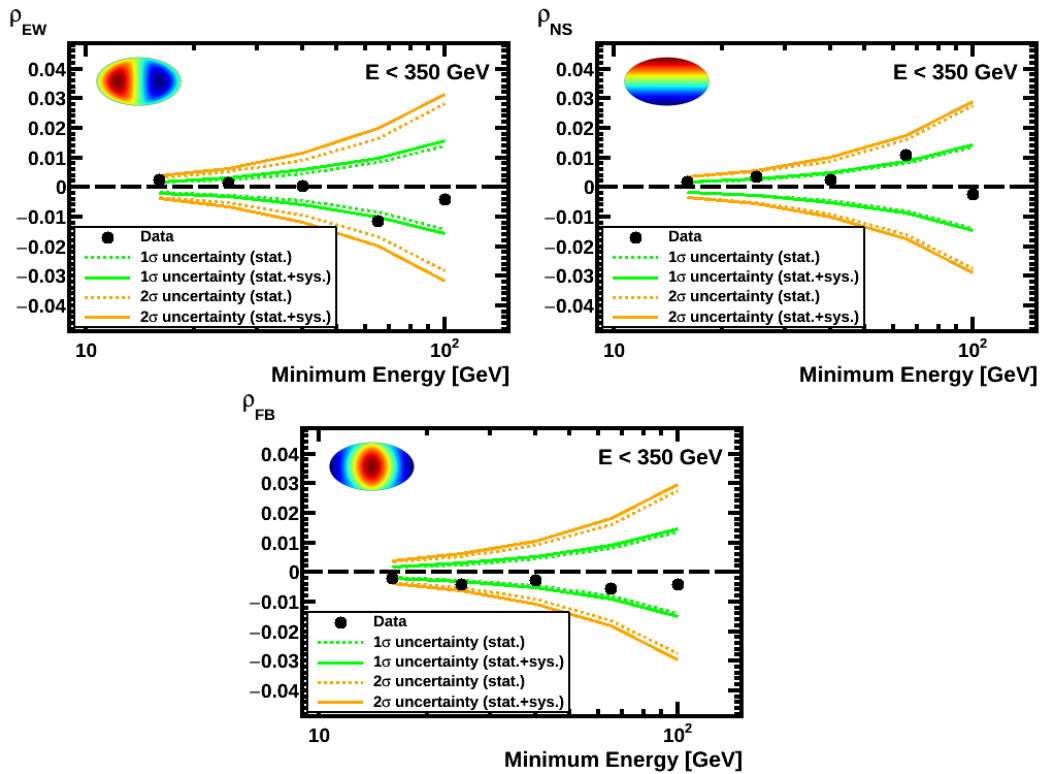 ρEW
E < 350 GeV
0.04
0.03
0.02
0.01
0
−0.01
−0.02
−0.03
−0.04
Data
1σ uncertainty (stat.)
1σ uncertainty (stat.+sys.)
2σ uncertainty (stat.)
2σ uncertainty (stat.+sys.)
10
10²
Minimum Energy [GeV]
ρNS
E < 350 GeV
0.04
0.03
0.02
0.01
0
−0.01
−0.02
−0.03
−0.04
Data
1σ uncertainty (stat.)
1σ uncertainty (stat.+sys.)
2σ uncertainty (stat.)
2σ uncertainty (stat.+sys.)
10
10²
Minimum Energy [GeV]
ρFB
E < 350 GeV
0.04
0.03
0.02
0.01
0
−0.01
−0.02
−0.03
−0.04
Data
1σ uncertainty (stat.)
1σ uncertainty (stat.+sys.)
2σ uncertainty (stat.)
2σ uncertainty (stat.+sys.)
10
10²
Minimum Energy [GeV]